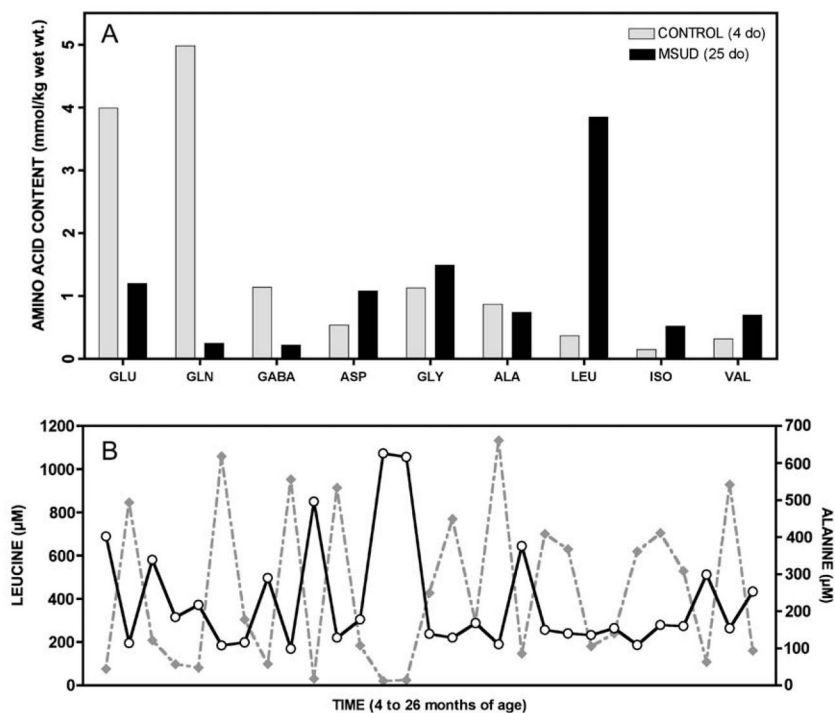 A
CONTROL (4 do)
MSUD (25 do)
AMINO ACID CONTENT (mmol/kg wet wt.)
5
4
3
2
1
0
GLU GLN GABA ASP GLY ALA LEU ISO VAL
B
LEUCINE (µM)
1200
1000
800
600
400
200
0
700
600
500
400
300
200
100
0
ALANINE (µM)
TIME (4 to 26 months of age)